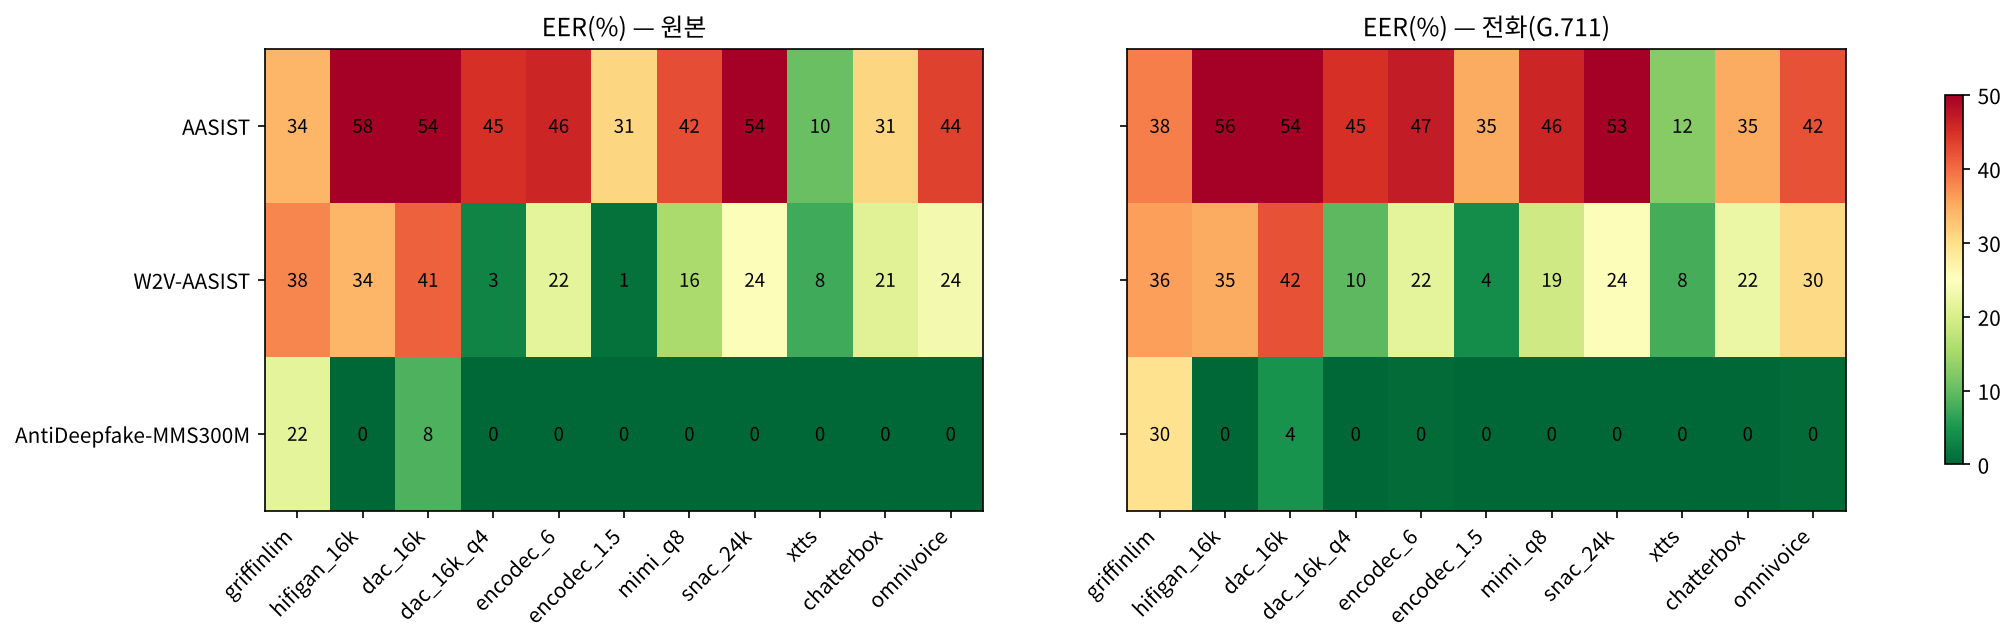 EER(%) — 원본
AASIST 34 58 54 45 46 31 42 54 10 31 44
W2V-AASIST 38 34 41 3 22 1 16 24 8 21 24
AntiDeepfake-MMS300M 22 0 8 0 0 0 0 0 0 0 0
griffinlim hifigan_16k dac_16k dac_16k_q4 encodec_6 encodec_1.5 mimi_q8 snac_24k xtts chatterbox omnivoice
EER(%) — 전화(G.711)
38 56 54 45 47 35 46 53 12 35 42
36 35 42 10 22 4 19 24 8 22 30
30 0 4 0 0 0 0 0 0 0 0
griffinlim hifigan_16k dac_16k dac_16k_q4 encodec_6 encodec_1.5 mimi_q8 snac_24k xtts chatterbox omnivoice
50
40
30
20
10
0